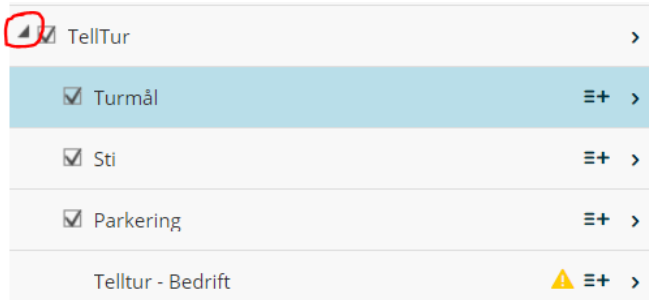 TellTur
Turmål
Sti
Parkering
Telltur - Bedrift